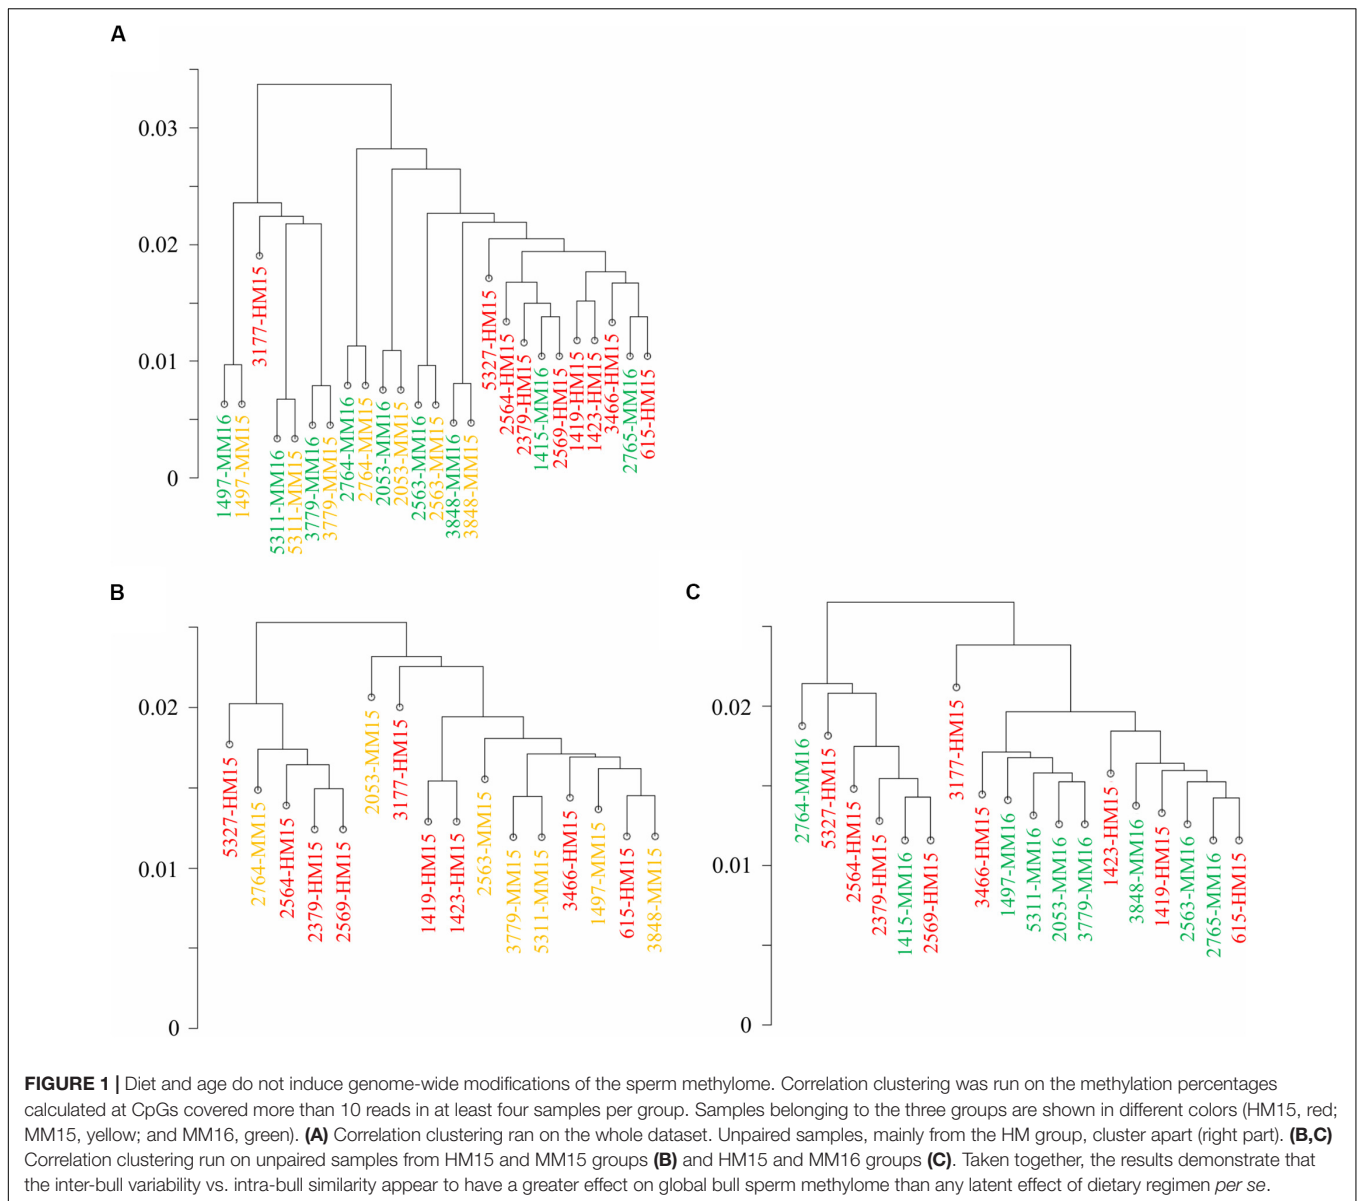 A
0.03
0.02
0.01
0
1497-MM16
1497-MM15
3177-HM15
5311-MM16
5311-MM15
3779-MM16
3779-MM15
2764-MM16
2764-MM15
2053-MM16
2053-MM15
2563-MM16
2563-MM15
3848-MM16
3848-MM15
5327-HM15
2564-HM15
2379-HM15
1415-MM16
2569-HM15
1419-HM15
1423-HM15
3466-HM15
2765-MM16
615-HM15
B
0.02
0.01
0
5327-HM15
2764-MM15
2564-HM15
2379-HM15
2569-HM15
2053-MM15
3177-HM15
1419-HM15
1423-HM15
2563-MM15
3779-MM15
5311-MM15
3466-HM15
1497-MM15
615-HM15
3848-MM15
C
0.02
0.01
0
2764-MM16
5327-HM15
2564-HM15
2379-HM15
1415-MM16
2569-HM15
3177-HM15
3466-HM15
1497-MM16
5311-MM16
2053-MM16
3779-MM16
1423-HM15
3848-MM16
1419-HM15
2563-MM16
2765-MM16
615-HM15
FIGURE 1 | Diet and age do not induce genome-wide modifications of the sperm methylome. Correlation clustering was run on the methylation percentages
calculated at CpGs covered more than 10 reads in at least four samples per group. Samples belonging to the three groups are shown in different colors (HM15, red;
MM15, yellow; and MM16, green). (A) Correlation clustering ran on the whole dataset. Unpaired samples, mainly from the HM group, cluster apart (right part). (B,C)
Correlation clustering run on unpaired samples from HM15 and MM15 groups (B) and HM15 and MM16 groups (C). Taken together, the results demonstrate that
the inter-bull variability vs. intra-bull similarity appear to have a greater effect on global bull sperm methylome than any latent effect of dietary regimen per se.